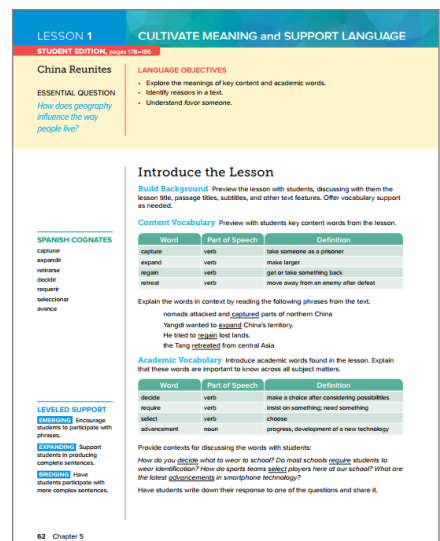 LESSON 1
CULTIVATE MEANING and SUPPORT LANGUAGE
STUDENT EDITION, pages 178–186
China Reunites
ESSENTIAL QUESTION
How does geography
influence the way
people live?
LANGUAGE OBJECTIVES
• Explore the meanings of key content and academic words.
• Identify reasons in a text.
• Understand favor someone.
Introduce the Lesson
Build Background Preview the lesson with students, discussing with them the
lesson title, passage titles, subtitles, and other text features. Offer vocabulary support
as needed.
Content Vocabulary Preview with students key content words from the lesson.
Word Part of Speech Definition
capture verb take someone as a prisoner
expand verb make larger
regain verb get or take something back
retreat verb move away from an enemy after defeat
Explain the words in context by reading the following phrases from the text.
nomads attacked and captured parts of northern China
Yangdi wanted to expand China's territory.
He tried to regain lost lands.
the Tang retreated from central Asia
Academic Vocabulary Introduce academic words found in the lesson. Explain
that these words are important to know across all subject matters.
Word Part of Speech Definition
decide verb make a choice after considering possibilities
require verb insist on something; need something
select verb choose
advancement noun progress, development of a new technology
Provide contexts for discussing the words with students:
How do you decide what to wear to school? Do most schools require students to
wear identification? How do sports teams select players here at our school? What are
the latest advancements in smartphone technology?
Have students write down their response to one of the questions and share it.
SPANISH COGNATES
capturar
expandir
retirarse
decidir
requerir
seleccionar
avance
LEVELED SUPPORT
EMERGING Encourage
students to participate with
phrases.
EXPANDING Support
students in producing
complete sentences.
BRIDGING Have
students participate with
more complex sentences.
62 Chapter 5